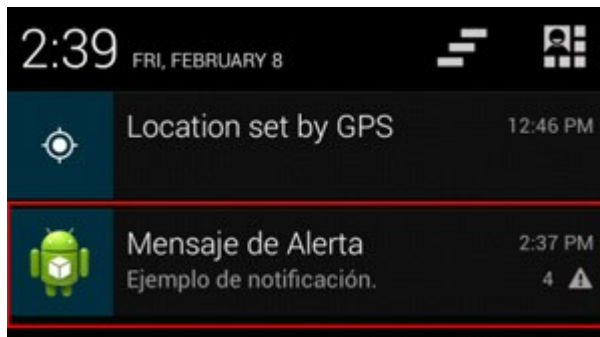 2:39 FRI, FEBRUARY 8
Location set by GPS 12:46 PM
Mensaje de Alerta 2:37 PM
Ejemplo de notificación. 4